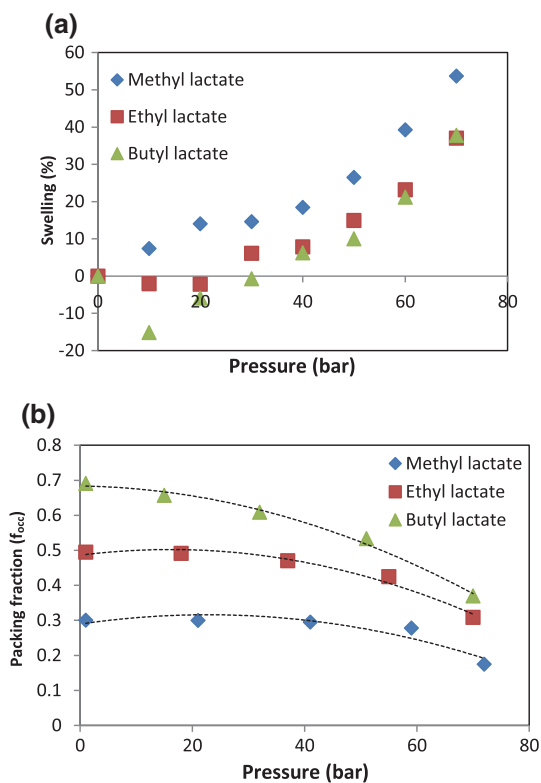 (a)
60
50
40
30
20
10
0
-10
-20
Swelling (%)
Methyl lactate
Ethyl lactate
Butyl lactate
0 20 40 60 80
Pressure (bar)
(b)
0.8
0.7
0.6
0.5
0.4
0.3
0.2
0.1
0
Packing fraction (focc)
Methyl lactate
Ethyl lactate
Butyl lactate
0 20 40 60 80
Pressure (bar)